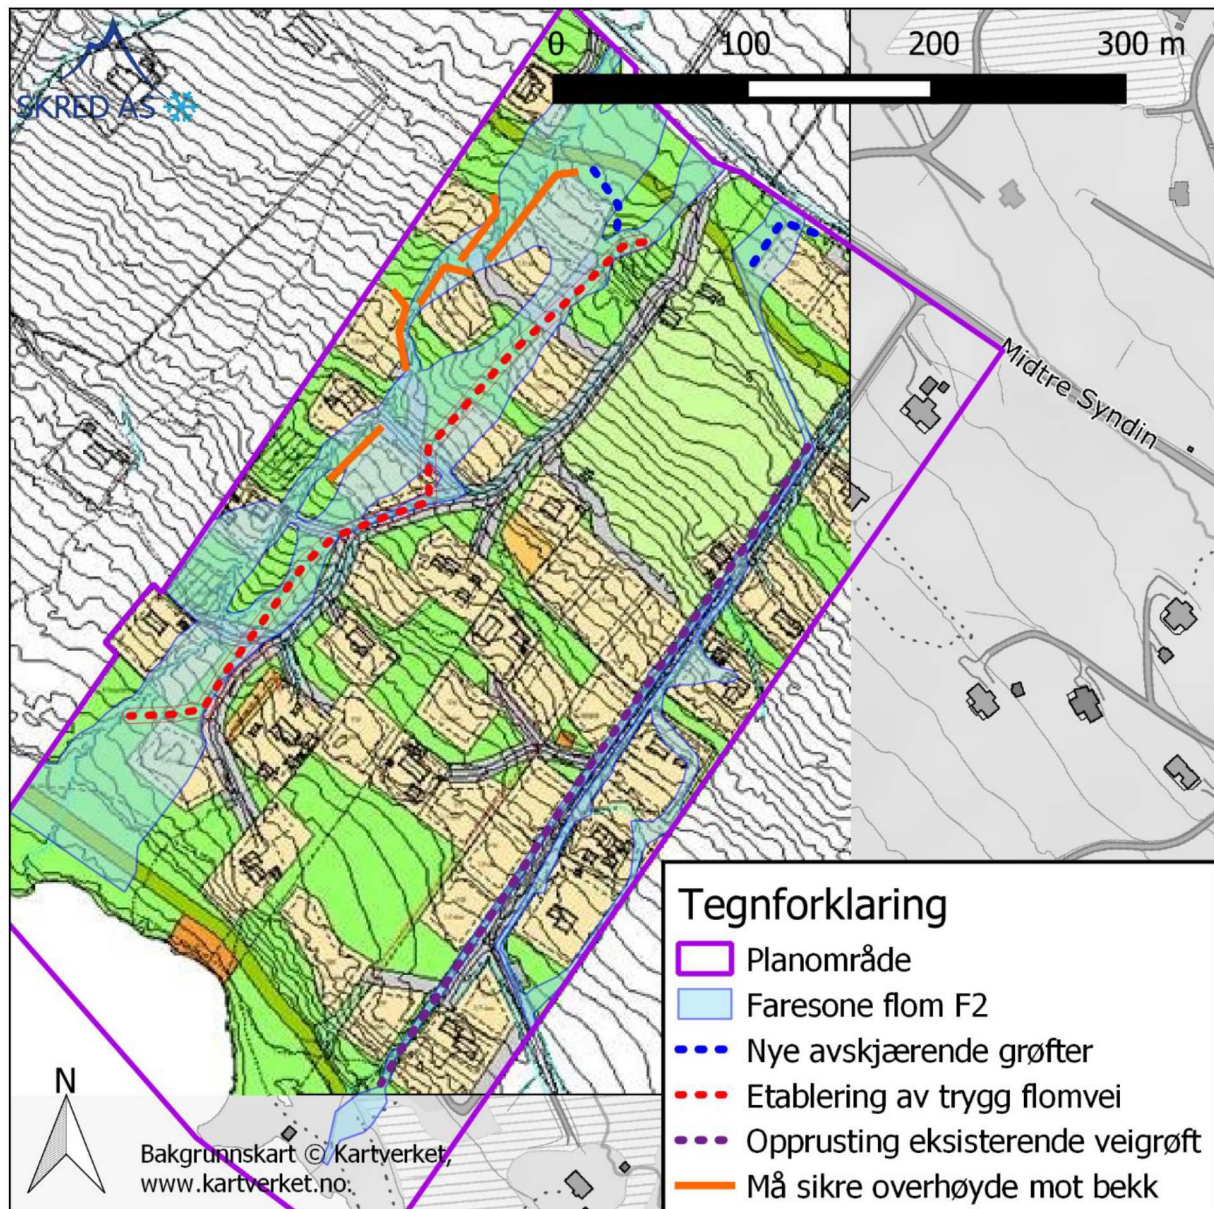 0 100 200 300 m
SKRED AS
Midtre Syndin
Tegnforklaring
Planområde
Faresone flom F2
Nye avskjærende grøfter
Etablering av trygg flomvei
Opprusting eksisterende veigrøft
Må sikre overhøyde mot bekk
N
Bakgrunnskart © Kartverket,
www.kartverket.no.